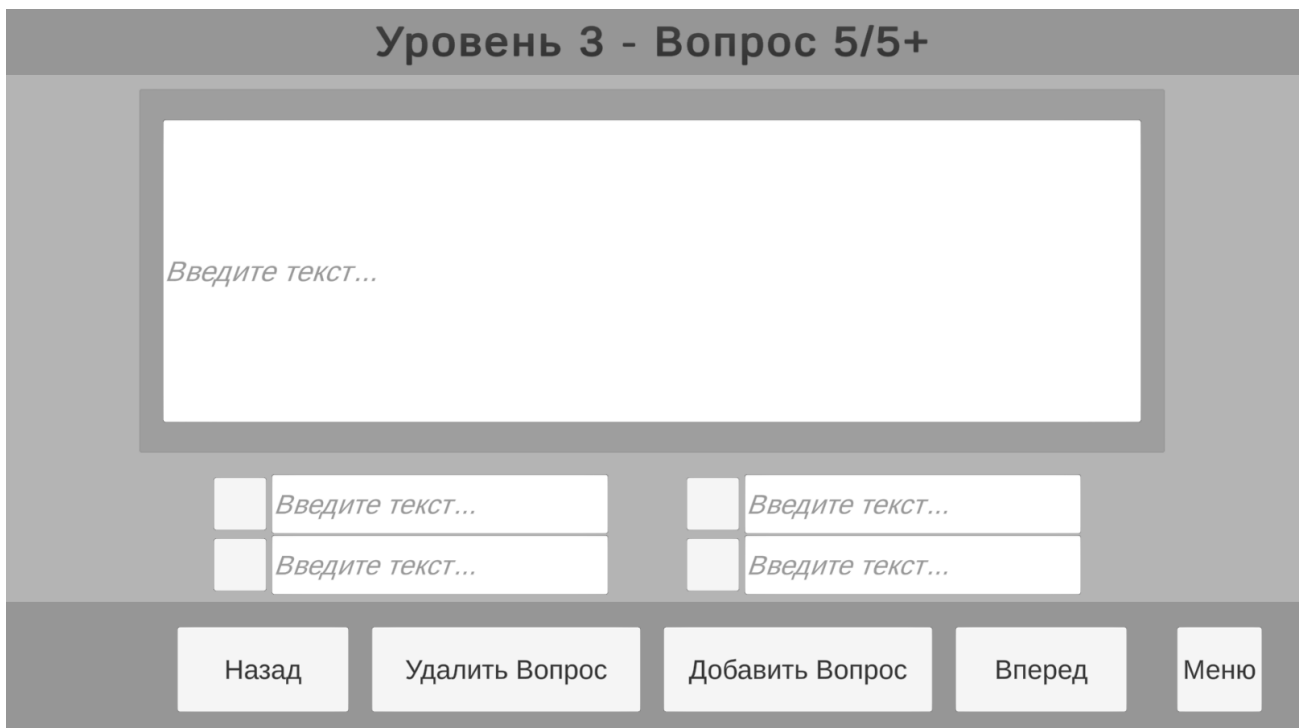 Уровень 3 - Вопрос 5/5+
Введите текст...
Введите текст... Введите текст...
Введите текст... Введите текст...
Назад Удалить Вопрос Добавить Вопрос Вперед Меню